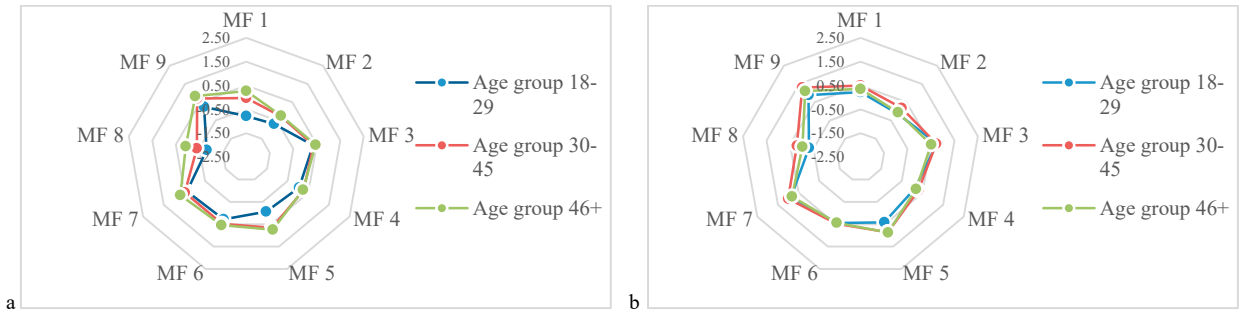 MF 1
MF 2
MF 3
MF 4
MF 5
MF 6
MF 7
MF 8
MF 9
2.50
1.50
0.50
-0.50
-1.50
-2.50
Age group 18-
29
Age group 30-
45
Age group 46+
a
MF 1
MF 2
MF 3
MF 4
MF 5
MF 6
MF 7
MF 8
MF 9
2.50
1.50
0.50
-0.50
-1.50
-2.50
Age group 18-
29
Age group 30-
45
Age group 46+
b